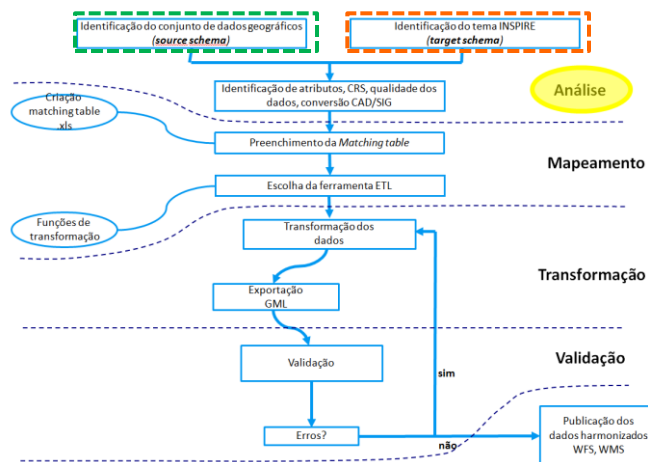 Identificação do conjunto de dados geográficos
(source schema)
Identificação do tema INSPIRE
(target schema)
Identificação de atributos, CRS, qualidade dos
dados, conversão CAD/SIG
Análise
Criação
matching table
.xls
Preenchimento da Matching table
Mapeamento
Escolha da ferramenta ETL
Funções de
transformação
Transformação dos
dados
Transformação
Exportação
GML
Validação
Validação
sim
Erros?
não
Publicação dos
dados harmonizados
WFS, WMS